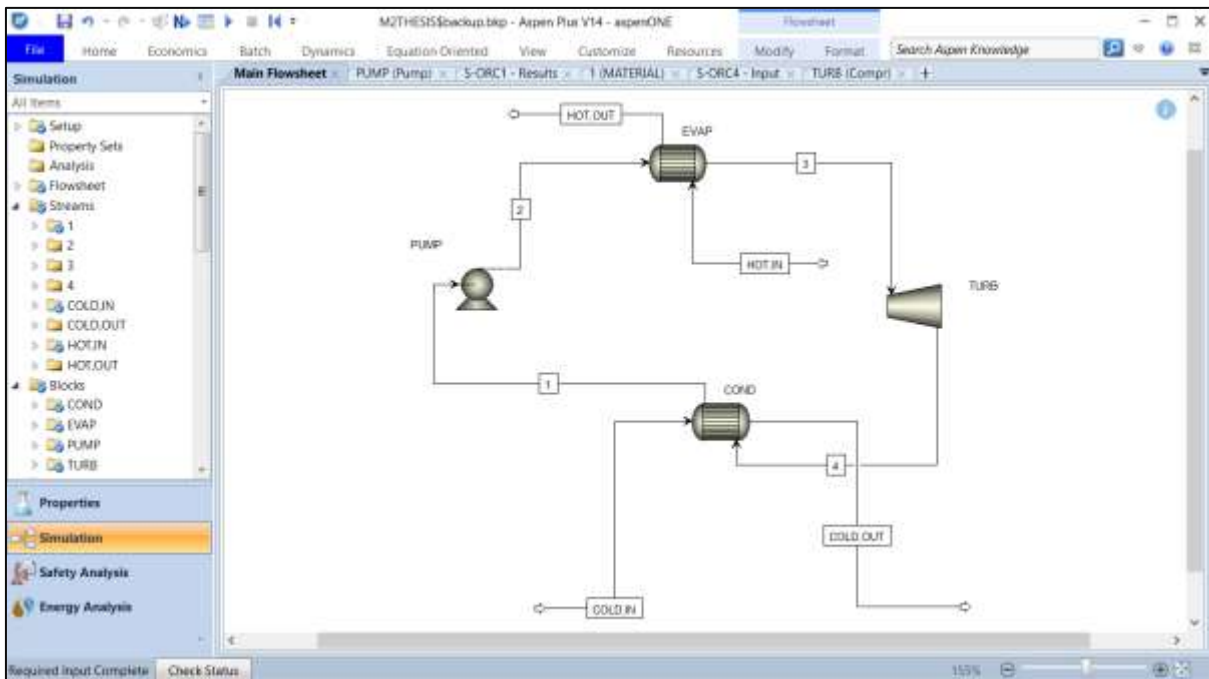 M2THESIS$backup.bkp - Aspen Plus V14 - aspenONE
Flowsheet
File Home Economics Batch Dynamics Equation Oriented View Customize Resources Modify Format Search Aspen Knowledge
Simulation
Main Flowsheet PUMP (Pump) S-ORC1 - Results 1 (MATERIAL) S-ORC4 - Input TURB (Compr) +
All Items
Setup
Property Sets
Analysis
Flowsheet
Streams
1
2
3
4
COLD,IN
COLD,OUT
HOT,IN
HOT,OUT
Blocks
COND
EVAP
PUMP
TURB
Properties
Simulation
Safety Analysis
Energy Analysis
HOT.OUT
EVAP
3
2
PUMP
HOT.IN
TURB
1
COND
4
COLD.OUT
COLD.IN
Required Input Complete Check Status 155%